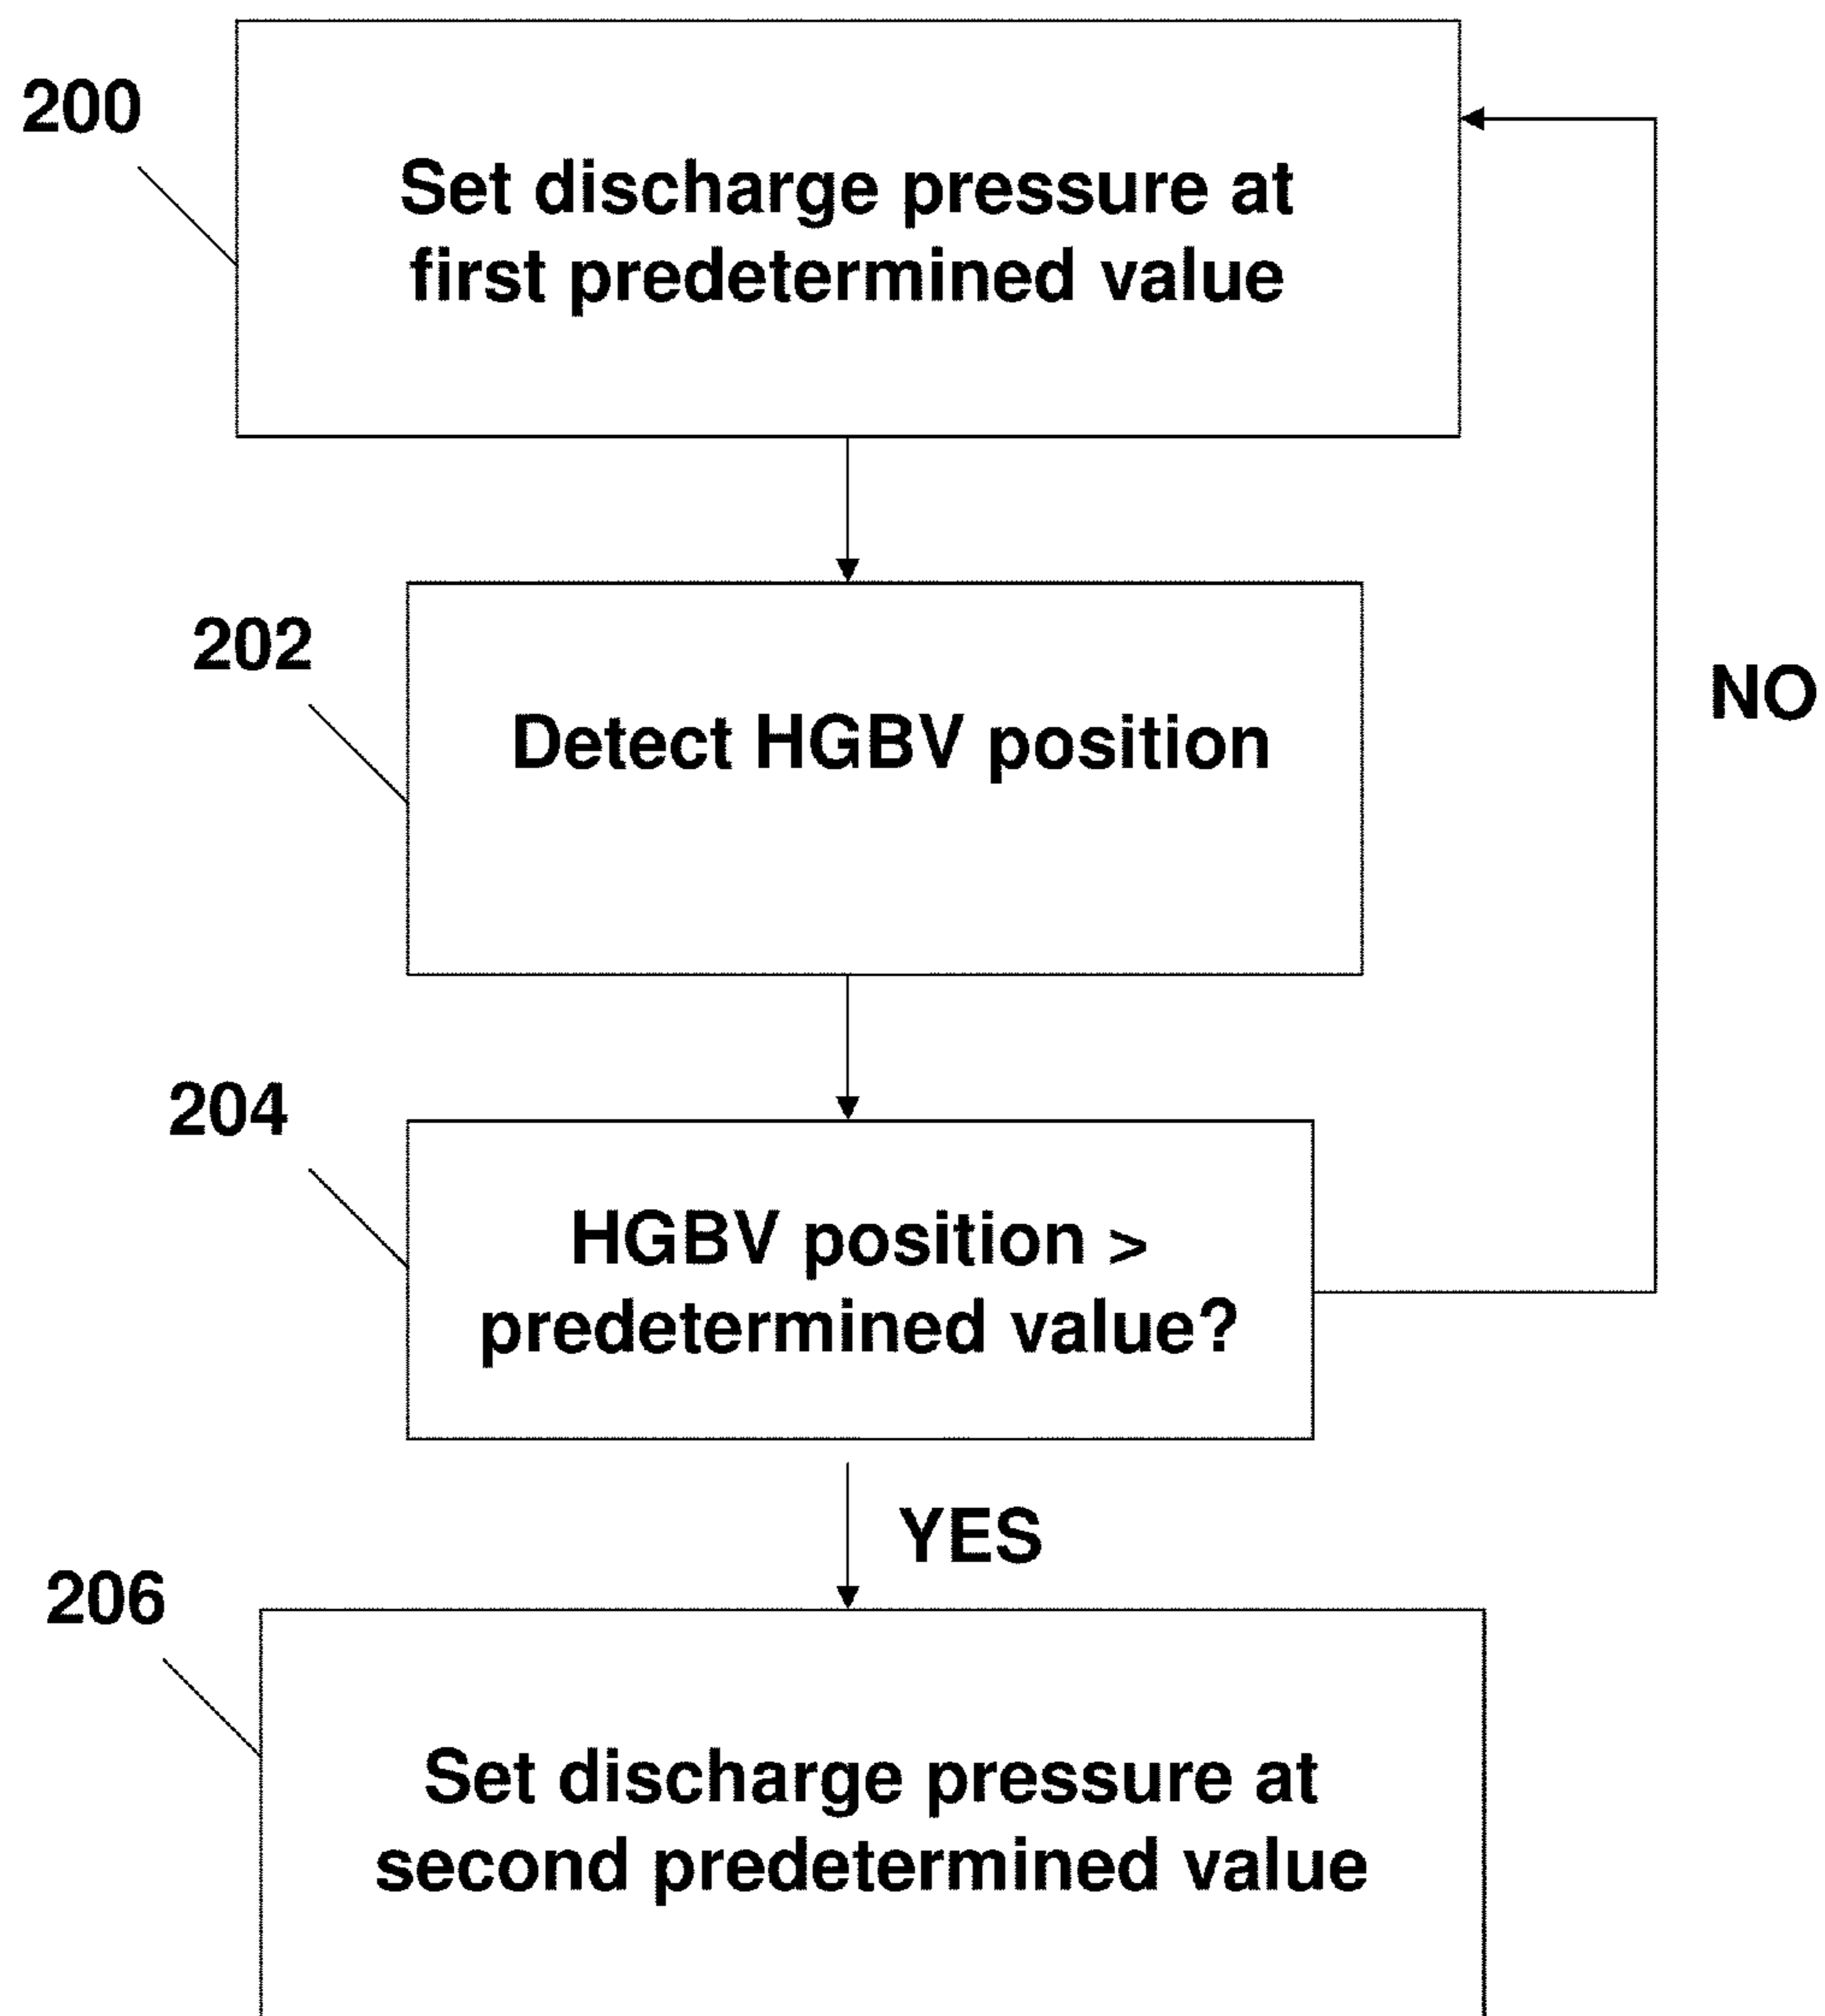 200
Set discharge pressure at
first predetermined value
202
Detect HGBV position
NO
204
HGBV position >
predetermined value?
YES
206
Set discharge pressure at
second predetermined value